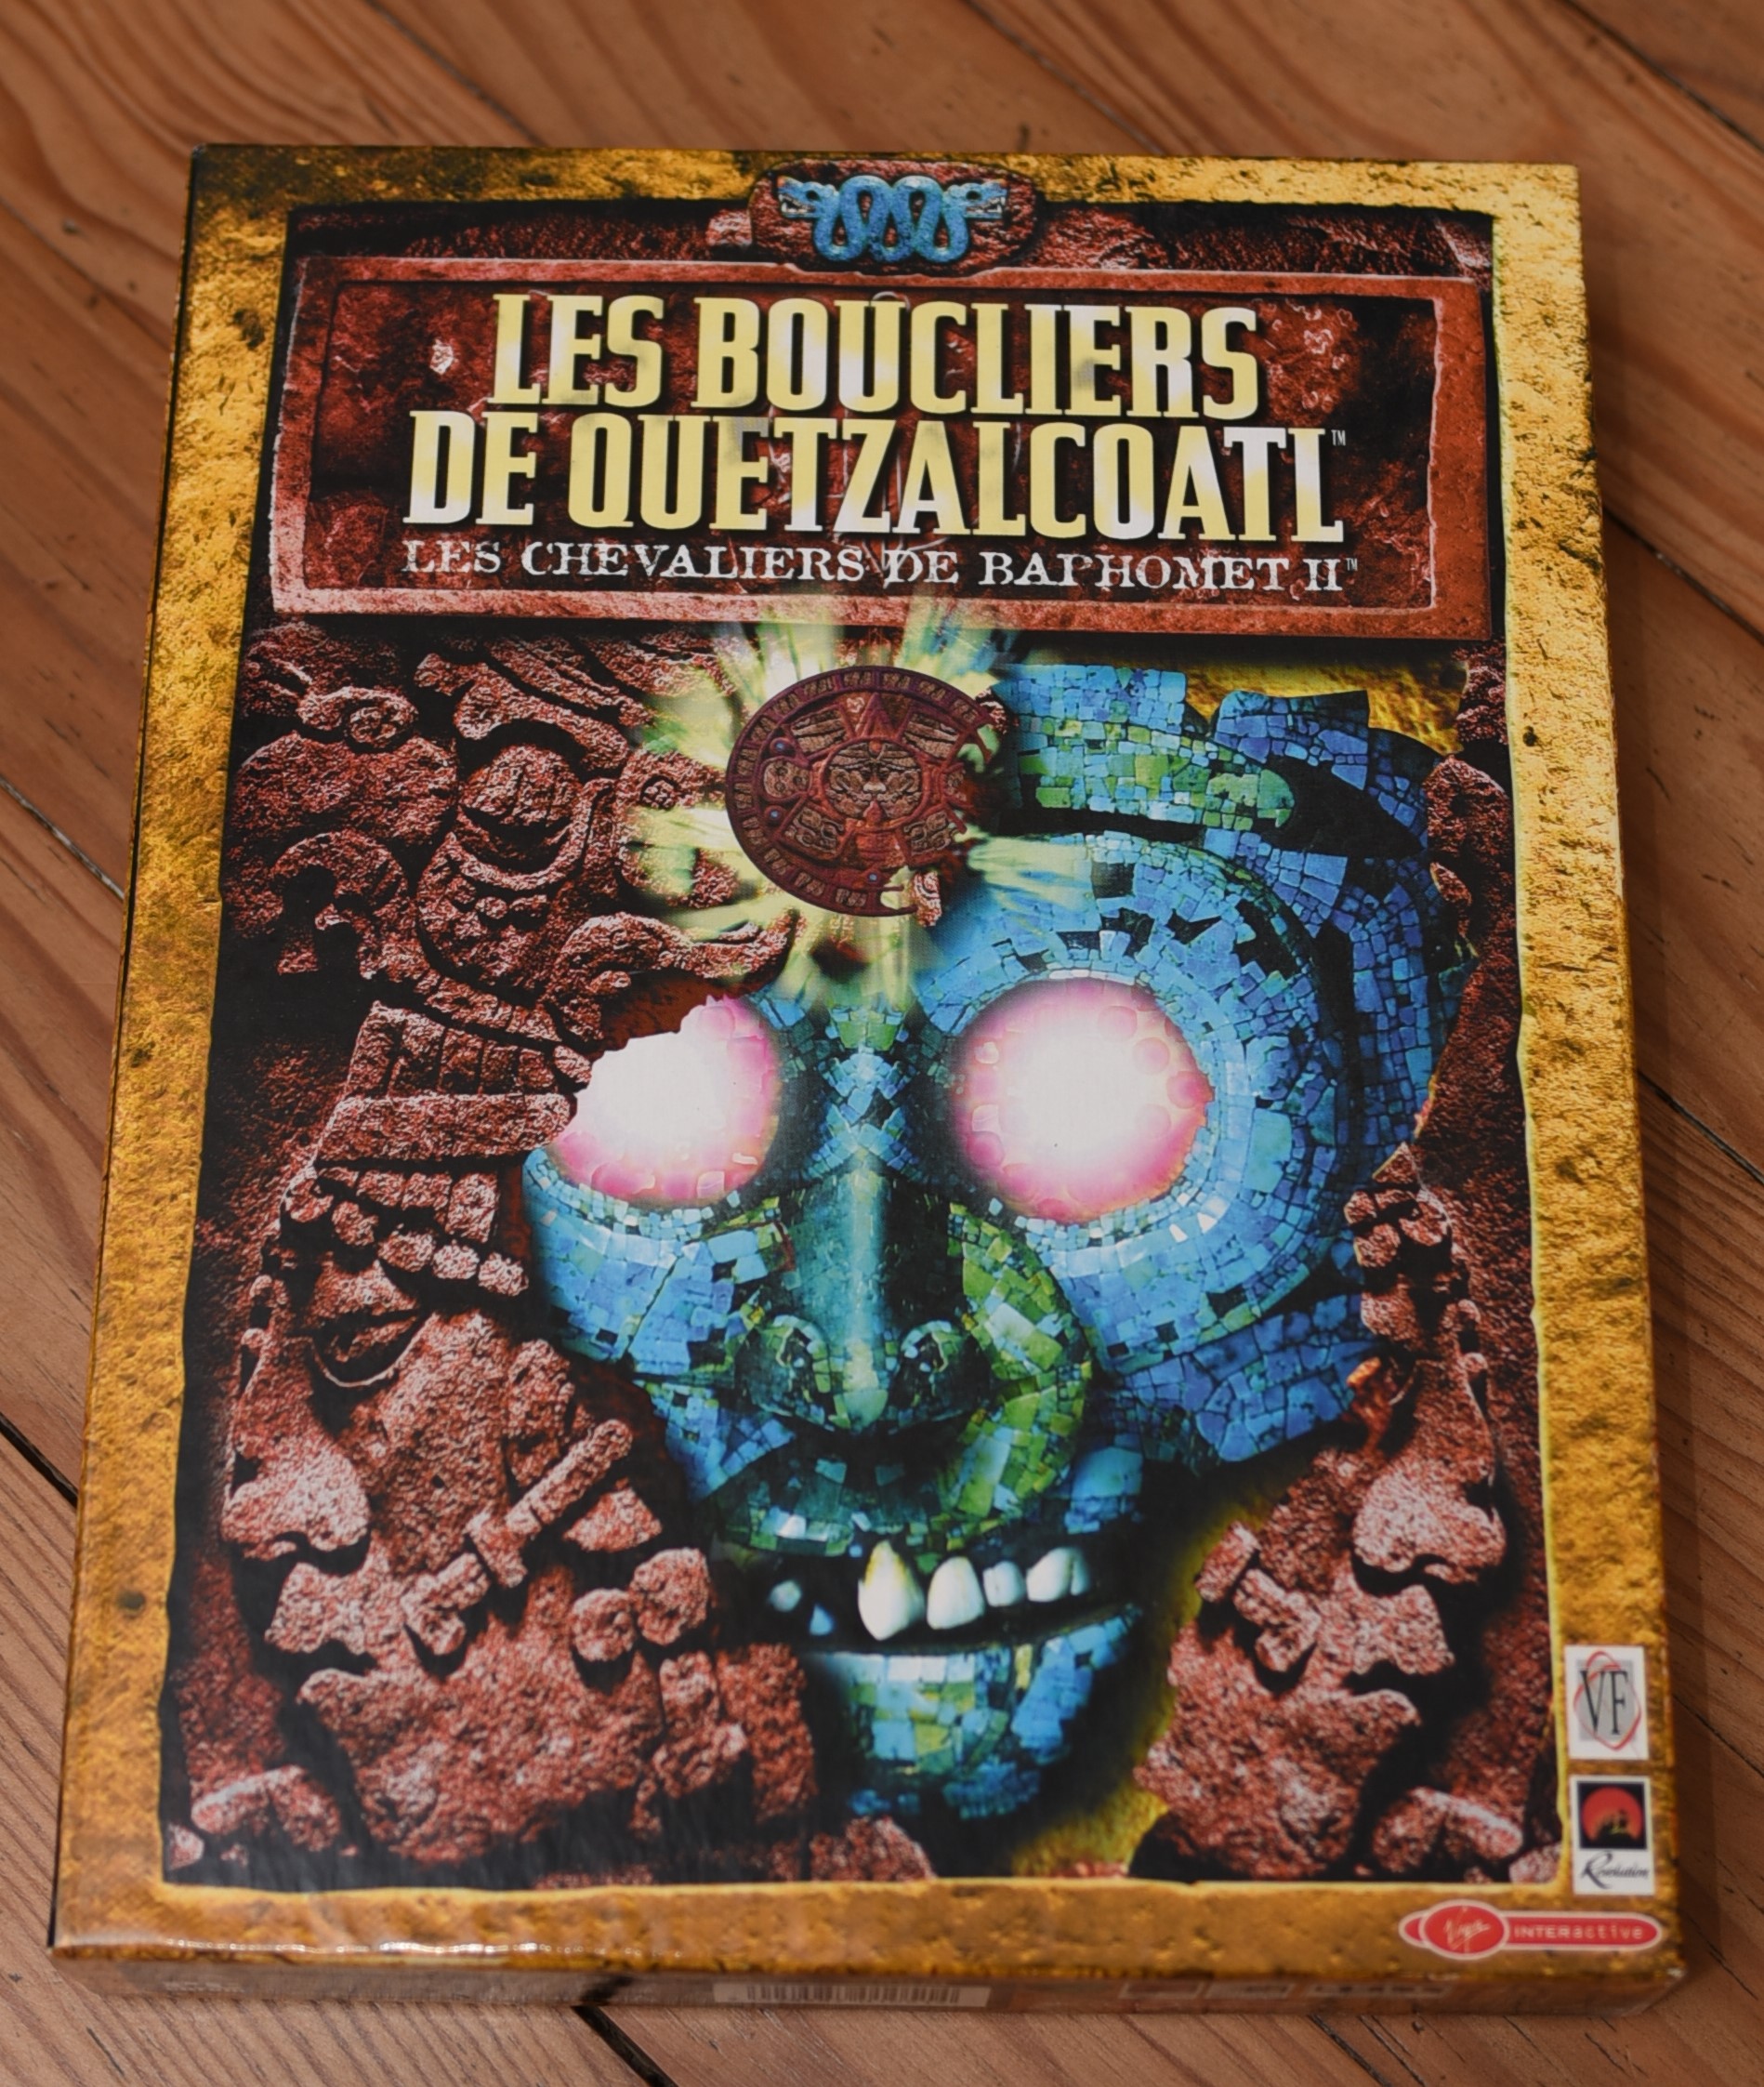 LES BOUCLIERS
DE QUETZALCOATL™
LES CHEVALIERS DE BAPHOMET II™
VF
Revolution
Virgin INTERactive